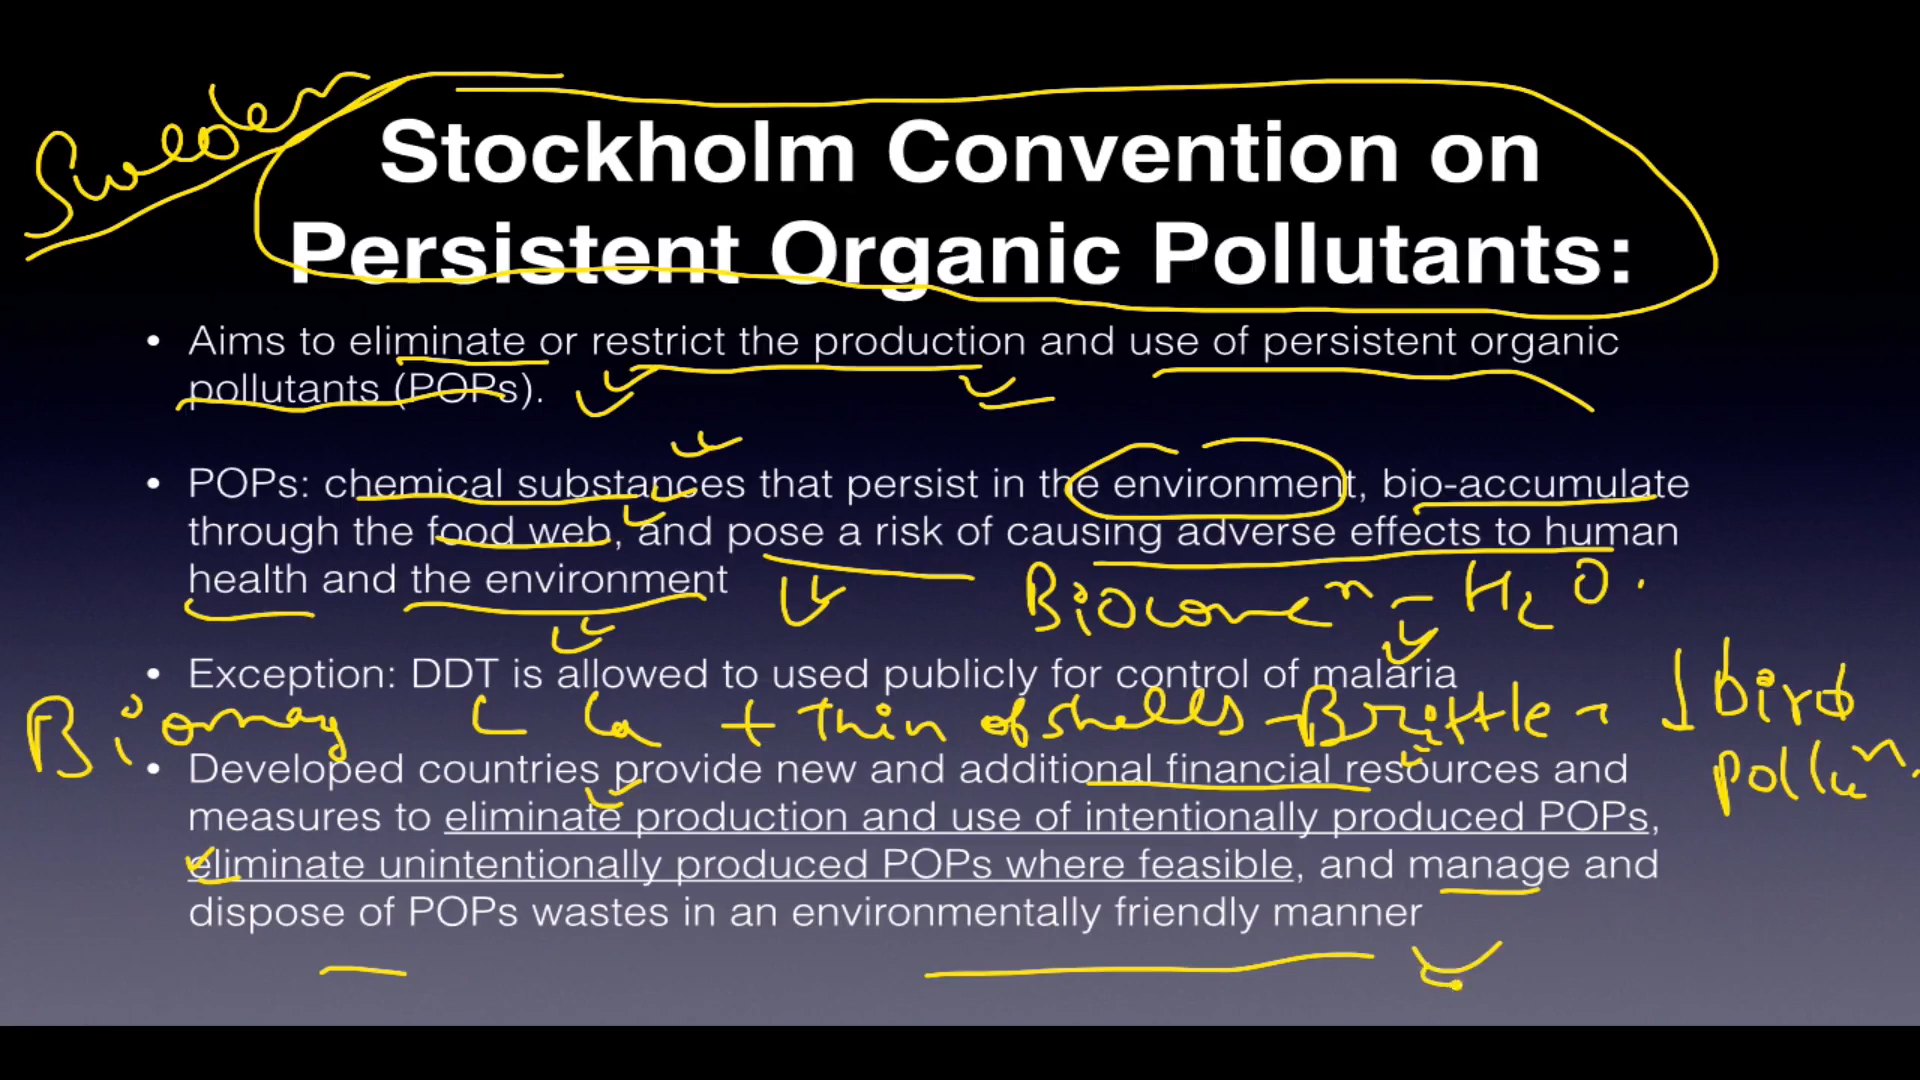 Sweden
Stockholm Convention on
Persistent Organic Pollutants:
• Aims to eliminate or restrict the production and use of persistent organic
pollutants (POPs).
• POPs: chemical substances that persist in the environment, bio-accumulate
through the food web, and pose a risk of causing adverse effects to human
health and the environment
H2O.
• Exception: DDT is allowed to used publicly for control of malaria
Biomag Ca + thin of shells - Brittle - ↓ bird
pollun.
• Developed countries provide new and additional financial resources and
measures to eliminate production and use of intentionally produced POPs,
eliminate unintentionally produced POPs where feasible, and manage and
dispose of POPs wastes in an environmentally friendly manner